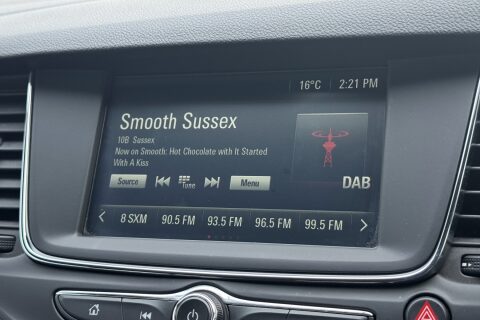 16°C 2:21 PM
Smooth Sussex
10B Sussex
Now on Smooth: Hot Chocolate with It Started
With A Kiss
Source Tune Menu
DAB
8 SXM 90.5 FM 93.5 FM 96.5 FM 99.5 FM